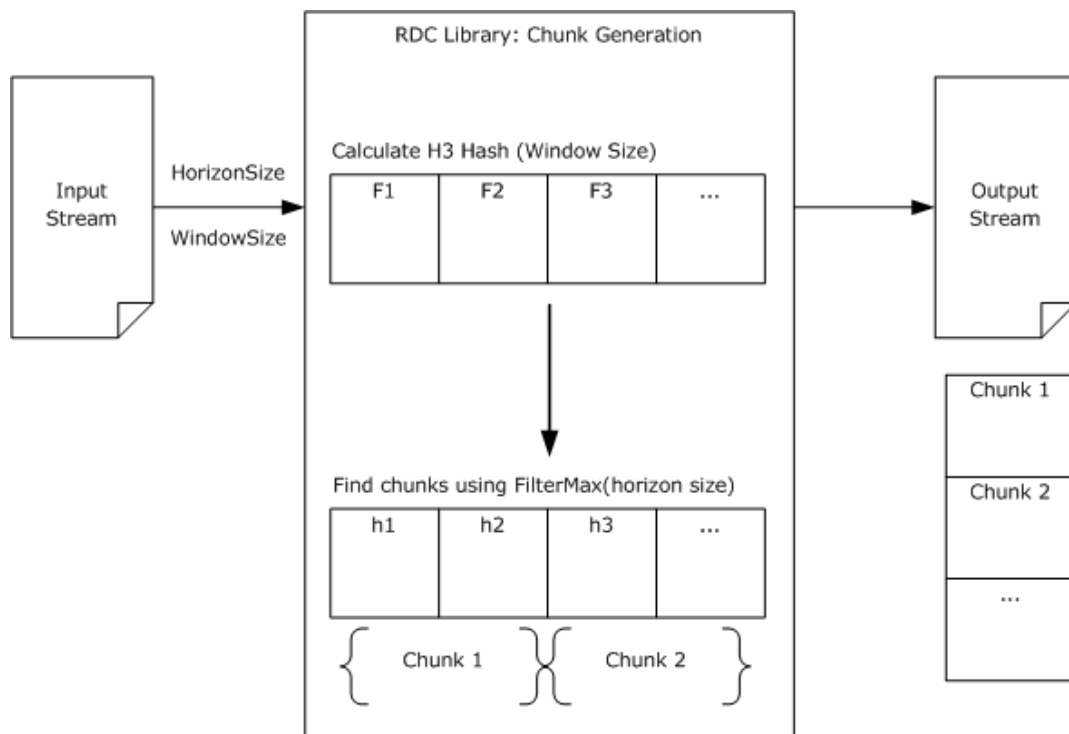 RDC Library: Chunk Generation
Input
Stream
HorizonSize
WindowSize
Calculate H3 Hash (Window Size)
F1 F2 F3 ...
Find chunks using FilterMax(horizon size)
h1 h2 h3 ...
Chunk 1 Chunk 2
Output
Stream
Chunk 1
Chunk 2
...